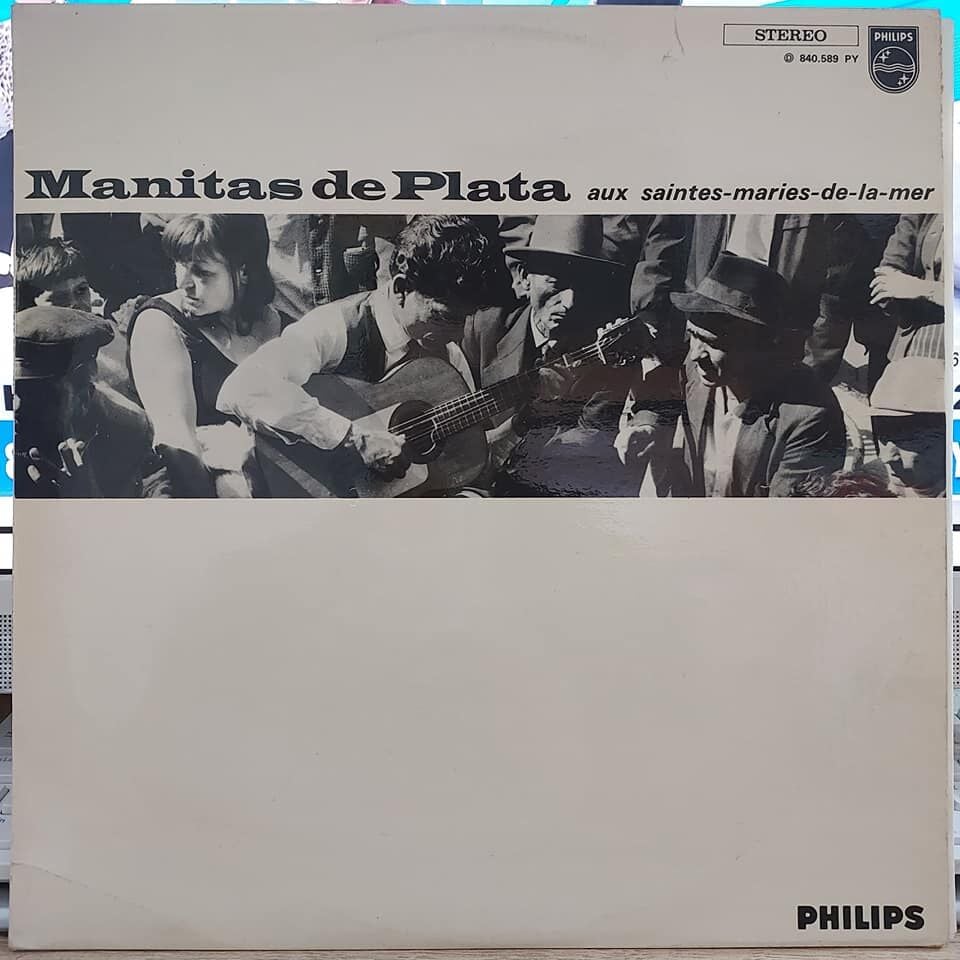 STEREO
PHILIPS
Ⓓ 840.589 PY
Manitas de Plata aux saintes-maries-de-la-mer
PHILIPS